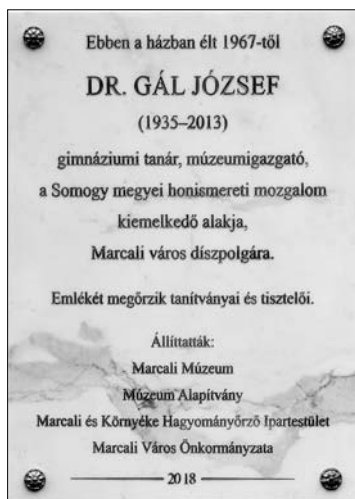 Ebben a házban élt 1967-től
DR. GÁL JÓZSEF
(1935–2013)
gimnáziumi tanár, múzeumigazgató,
a Somogy megyei honismereti mozgalom
kiemelkedő alakja,
Marcali város díszpolgára.
Emlékét megőrzik tanítványai és tisztelői.
Állíttatták:
Marcali Múzeum
Múzeum Alapítvány
Marcali és Környéke Hagyományőrző Ipartestület
Marcali Város Önkormányzata
2018